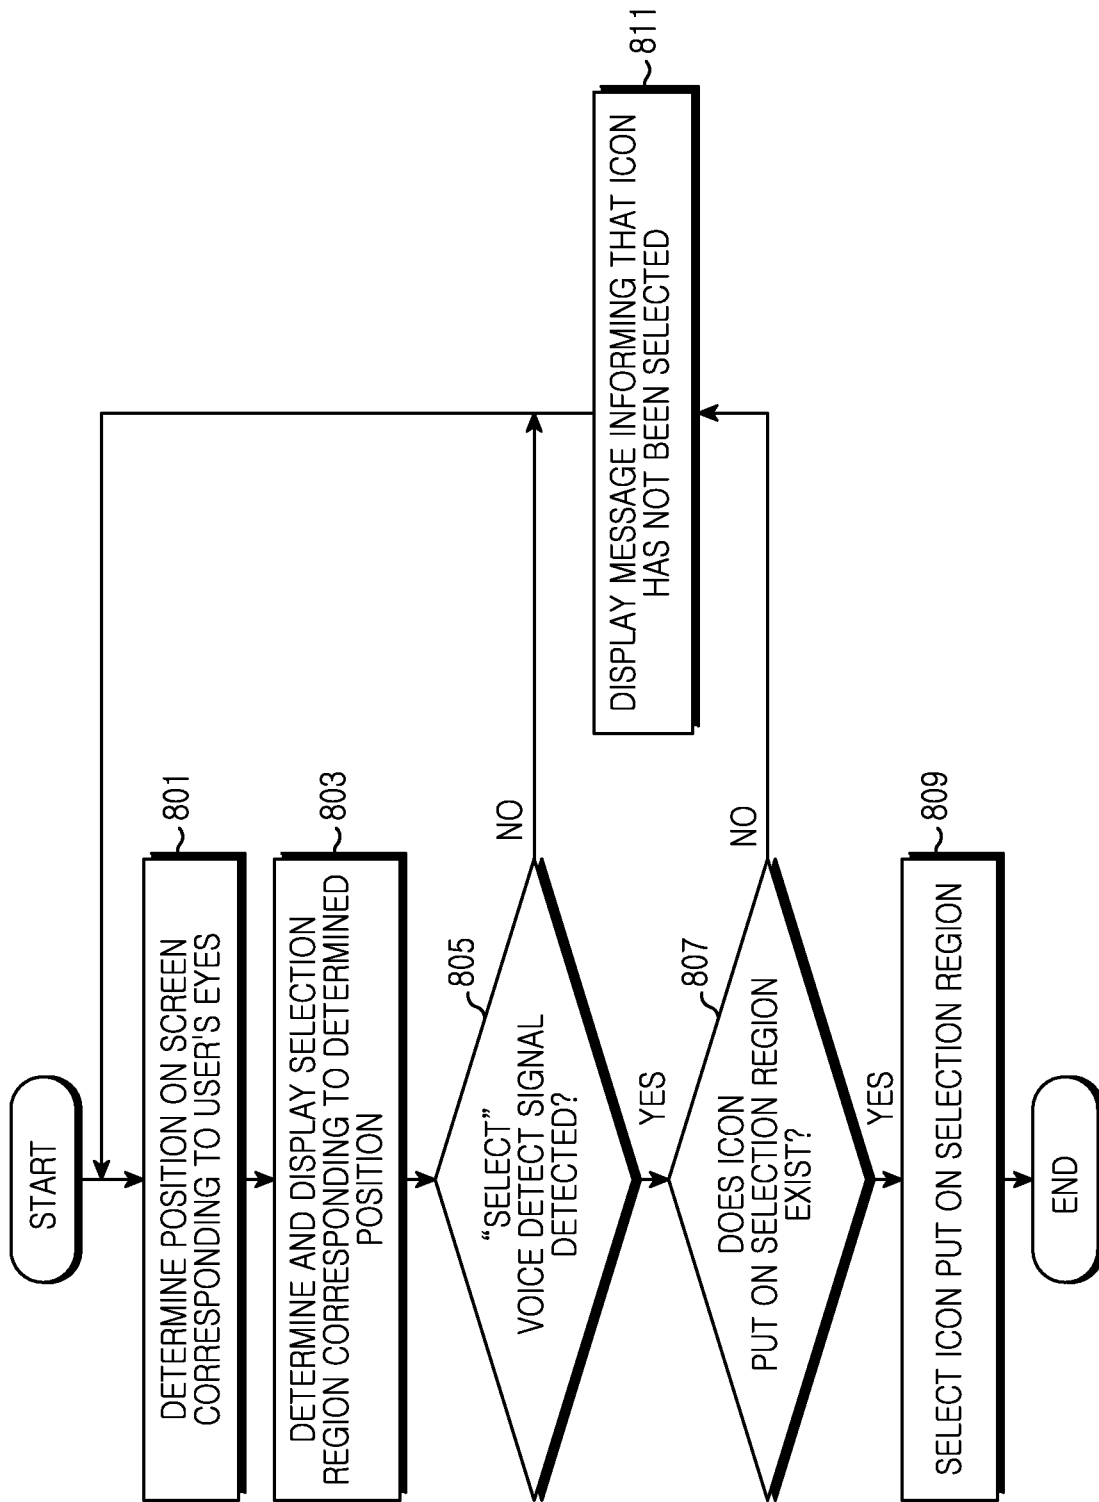 START
801
DETERMINE POSITION ON SCREEN
CORRESPONDING TO USER'S EYES
803
DETERMINE AND DISPLAY SELECTION
REGION CORRESPONDING TO DETERMINED
POSITION
805
“SELECT”
VOICE DETECT SIGNAL
DETECTED?
NO
YES
807
DOES ICON
PUT ON SELECTION REGION
EXIST?
NO
YES
811
DISPLAY MESSAGE INFORMING THAT ICON
HAS NOT BEEN SELECTED
809
SELECT ICON PUT ON SELECTION REGION
END